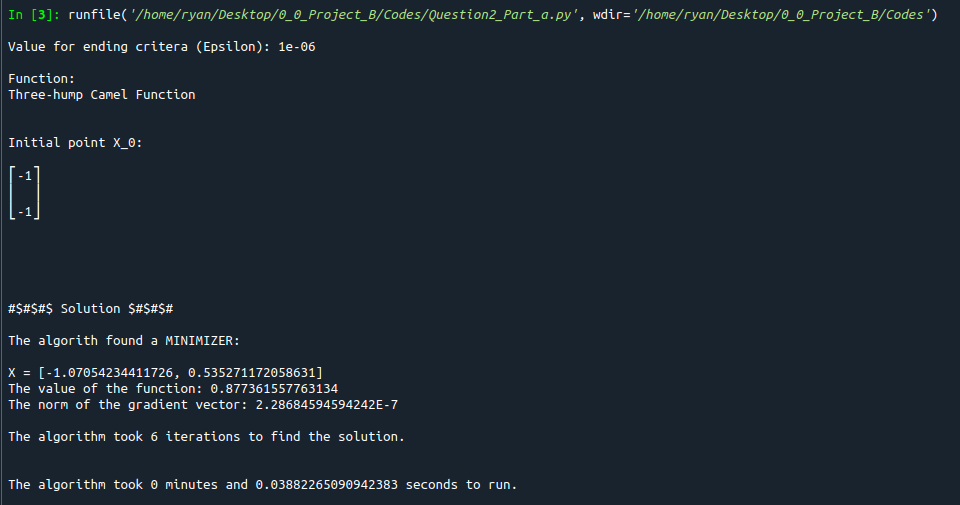 In [3]: runfile('/home/ryan/Desktop/0_0_Project_B/Codes/Question2_Part_a.py', wdir='/home/ryan/Desktop/0_0_Project_B/Codes')
Value for ending critera (Epsilon): 1e-06
Function:
Three-hump Camel Function
Initial point X_0:
⎡-1⎤
⎢  ⎥
⎣-1⎦
#$#$#$ Solution $#$#$#
The algorith found a MINIMIZER:
X = [-1.07054234411726, 0.535271172058631]
The value of the function: 0.877361557763134
The norm of the gradient vector: 2.28684594594242E-7
The algorithm took 6 iterations to find the solution.
The algorithm took 0 minutes and 0.03882265090942383 seconds to run.